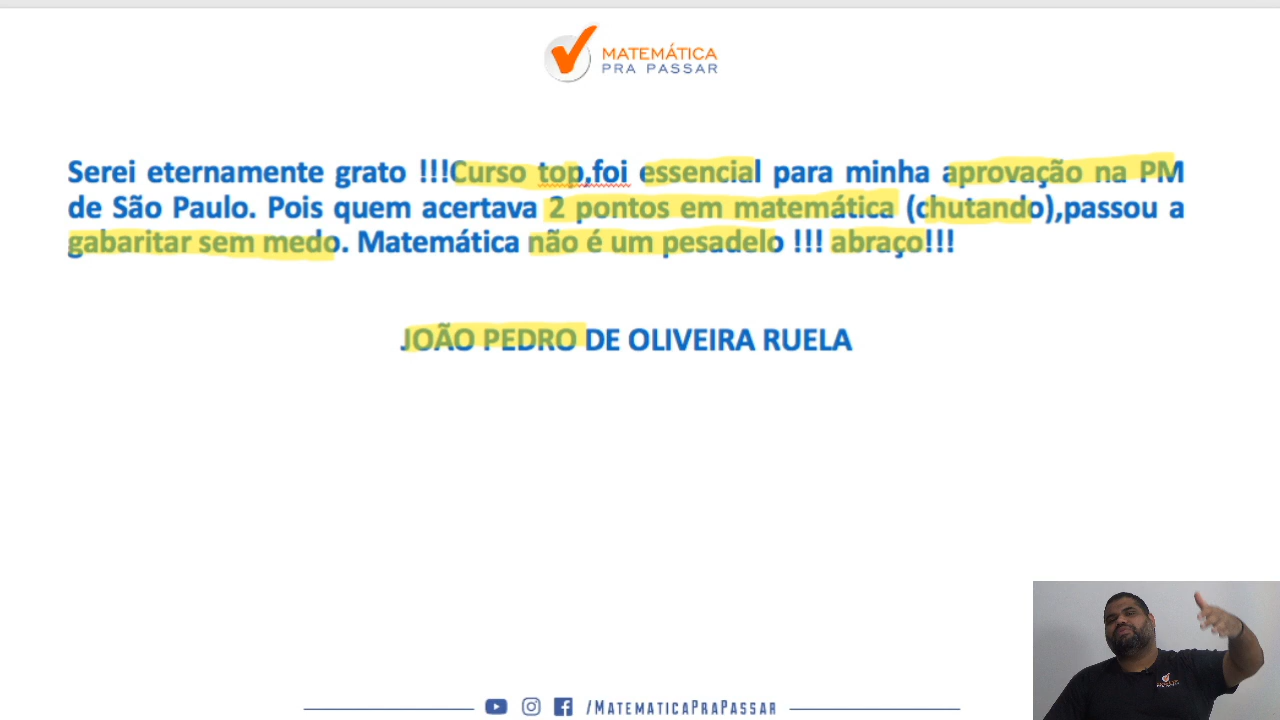 MATEMÁTICA
PRA PASSAR
Serei eternamente grato !!!Curso top,foi essencial para minha aprovação na PM
de São Paulo. Pois quem acertava 2 pontos em matemática (chutando),passou a
gabaritar sem medo. Matemática não é um pesadelo !!! abraço!!!
JOÃO PEDRO DE OLIVEIRA RUELA
/MATEMATICAPRAPASSAR